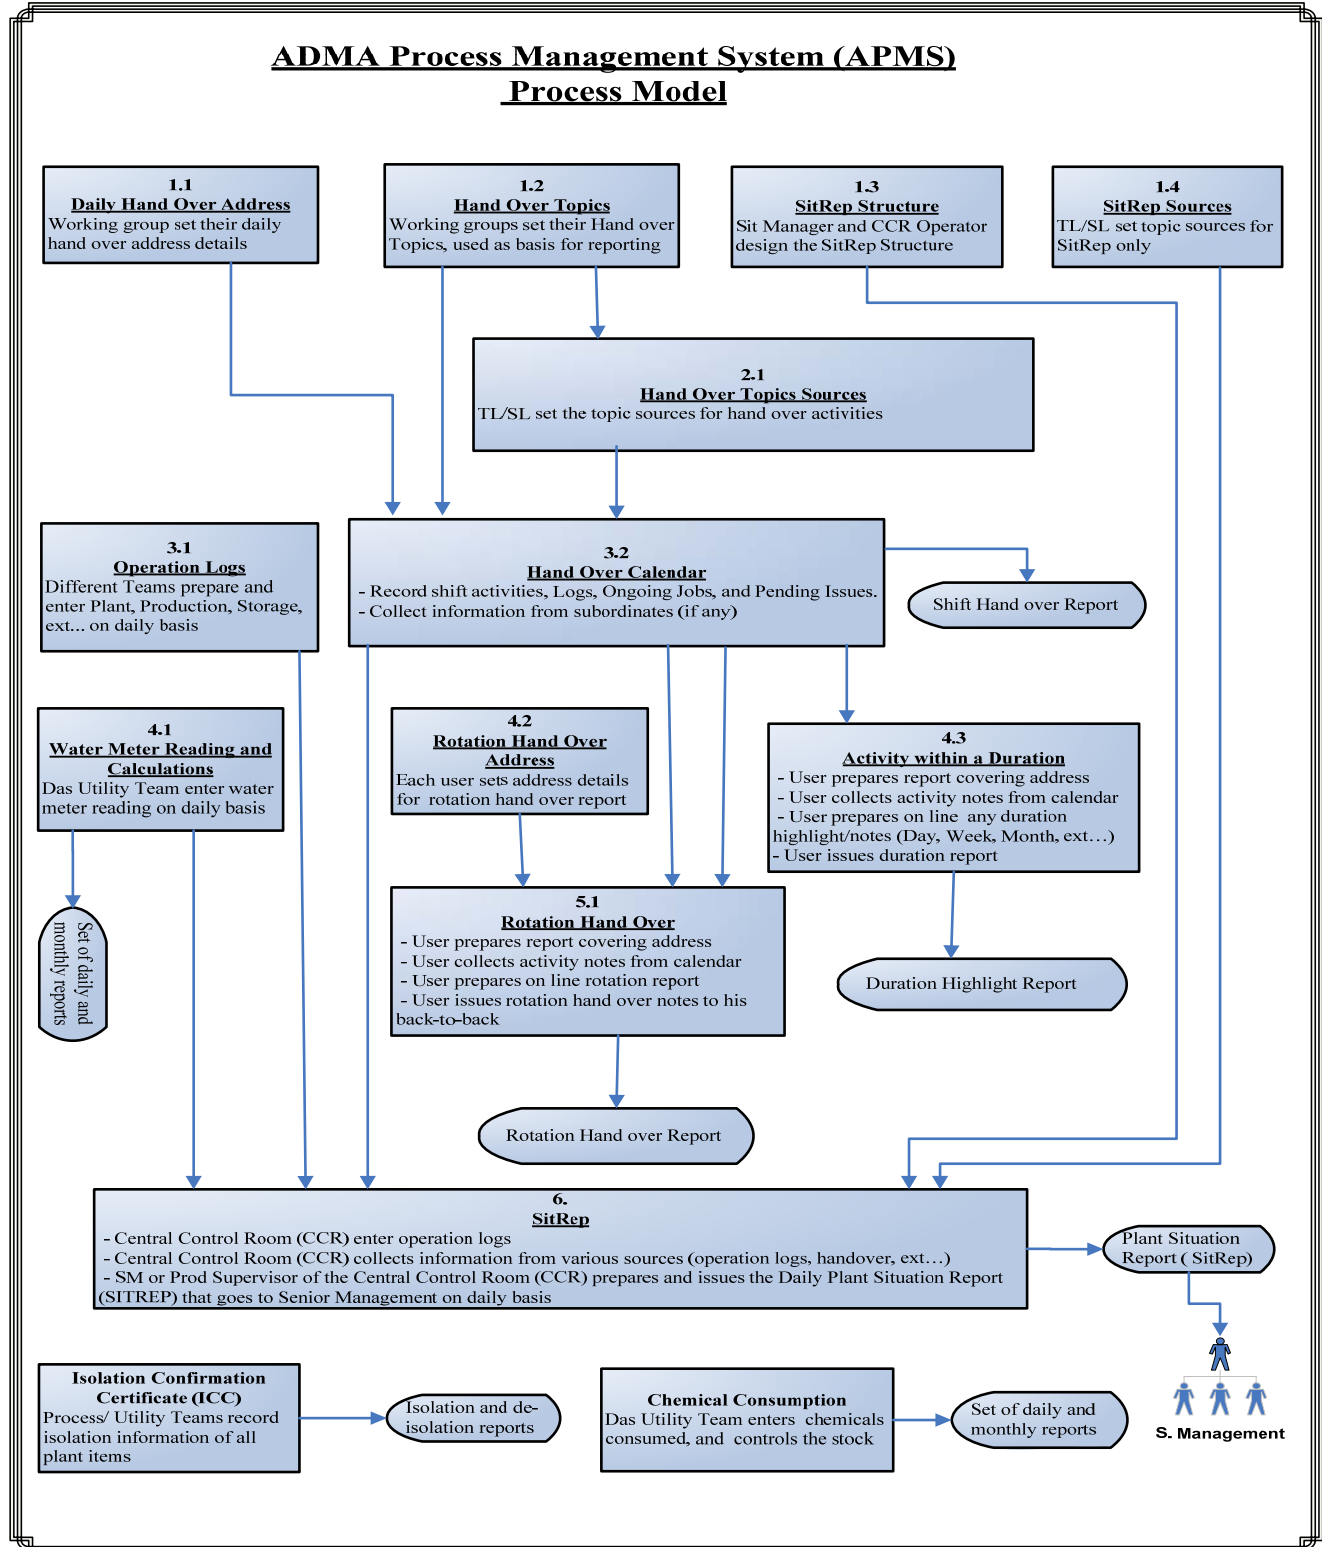 ADMA Process Management System (APMS)
Process Model
1.1
Daily Hand Over Address
Working group set their daily
hand over address details
1.2
Hand Over Topics
Working groups set their Hand over
Topics, used as basis for reporting
1.3
SitRep Structure
Sit Manager and CCR Operator
design the SitRep Structure
1.4
SitRep Sources
TL/SL set topic sources for
SitRep only
2.1
Hand Over Topics Sources
TL/SL set the topic sources for hand over activities
3.1
Operation Logs
Different Teams prepare and
enter Plant, Production, Storage,
ext... on daily basis
3.2
Hand Over Calendar
- Record shift activities, Logs, Ongoing Jobs, and Pending Issues.
- Collect information from subordinates (if any)
Shift Hand over Report
4.1
Water Meter Reading and
Calculations
Das Utility Team enter water
meter reading on daily basis
4.2
Rotation Hand Over
Address
Each user sets address details
for rotation hand over report
4.3
Activity within a Duration
- User prepares report covering address
- User collects activity notes from calendar
- User prepares on line any duration
highlight/notes (Day, Week, Month, ext...)
- User issues duration report
Set of daily and
monthly reports
5.1
Rotation Hand Over
- User prepares report covering address
- User collects activity notes from calendar
- User prepares on line rotation report
- User issues rotation hand over notes to his
back-to-back
Duration Highlight Report
Rotation Hand over Report
6.
SitRep
- Central Control Room (CCR) enter operation logs
- Central Control Room (CCR) collects information from various sources (operation logs, handover, ext...)
- SM or Prod Supervisor of the Central Control Room (CCR) prepares and issues the Daily Plant Situation Report
(SITREP) that goes to Senior Management on daily basis
Plant Situation
Report ( SitRep)
S. Management
Isolation Confirmation
Certificate (ICC)
Process/ Utility Teams record
isolation information of all
plant items
Isolation and de-
isolation reports
Chemical Consumption
Das Utility Team enters chemicals
consumed, and controls the stock
Set of daily and
monthly reports